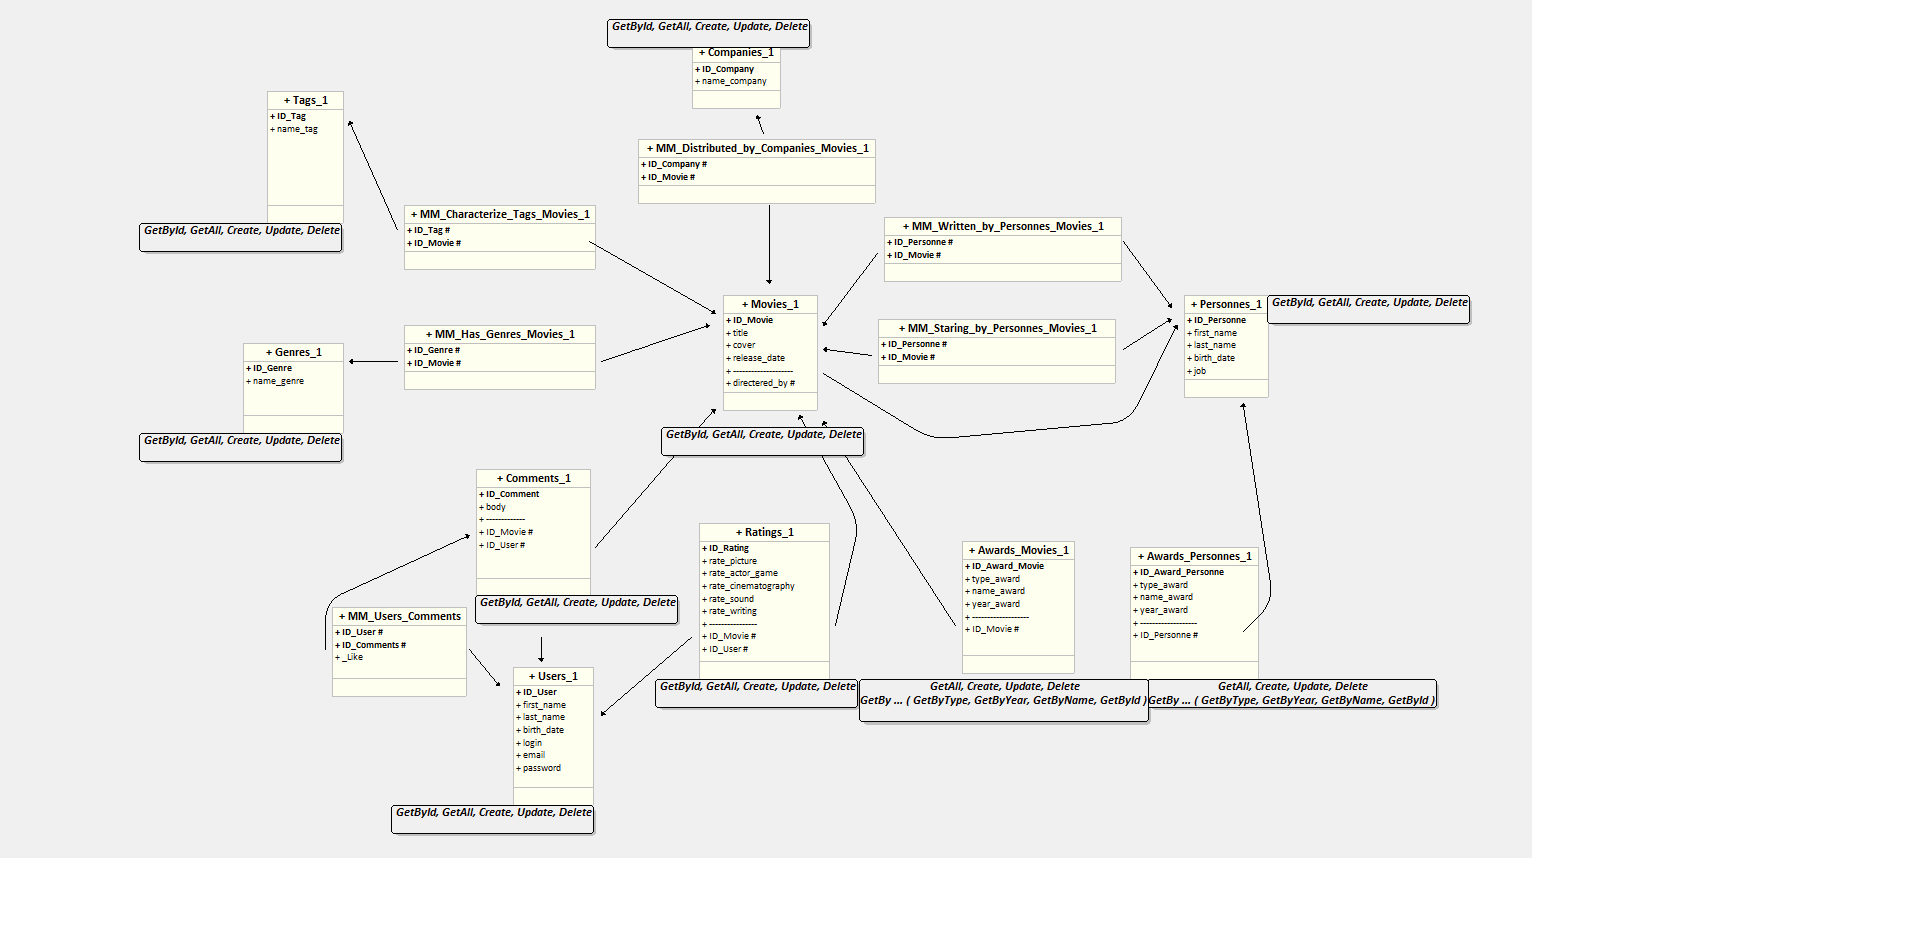 GetById, GetAll, Create, Update, Delete
+ Companies_1
+ ID_Company
+ name_company
+ Tags_1
+ ID_Tag
+ name_tag
GetById, GetAll, Create, Update, Delete
+ MM_Distributed_by_Companies_Movies_1
+ ID_Company #
+ ID_Movie #
+ MM_Characterize_Tags_Movies_1
+ ID_Tag #
+ ID_Movie #
+ MM_Written_by_Personnes_Movies_1
+ ID_Personne #
+ ID_Movie #
+ Movies_1
+ ID_Movie
+ title
+ cover
+ release_date
+ --------------------
+ directered_by #
GetById, GetAll, Create, Update, Delete
+ Personnes_1
+ ID_Personne
+ first_name
+ last_name
+ birth_date
+ job
GetById, GetAll, Create, Update, Delete
+ MM_Staring_by_Personnes_Movies_1
+ ID_Personne #
+ ID_Movie #
+ MM_Has_Genres_Movies_1
+ ID_Genre #
+ ID_Movie #
+ Genres_1
+ ID_Genre
+ name_genre
GetById, GetAll, Create, Update, Delete
+ Comments_1
+ ID_Comment
+ body
+ -------------
+ ID_Movie #
+ ID_User #
GetById, GetAll, Create, Update, Delete
+ Ratings_1
+ ID_Rating
+ rate_picture
+ rate_actor_game
+ rate_cinematography
+ rate_sound
+ rate_writing
+ ----------------
+ ID_Movie #
+ ID_User #
GetById, GetAll, Create, Update, Delete
+ Awards_Movies_1
+ ID_Award_Movie
+ type_award
+ name_award
+ year_award
+ -------------------
+ ID_Movie #
GetAll, Create, Update, Delete
GetBy ... ( GetByType, GetByYear, GetByName, GetById )
+ Awards_Personnes_1
+ ID_Award_Personne
+ type_award
+ name_award
+ year_award
+ -------------------
+ ID_Personne #
GetAll, Create, Update, Delete
GetBy ... ( GetByType, GetByYear, GetByName, GetById )
+ MM_Users_Comments
+ ID_User #
+ ID_Comments #
+ _Like
+ Users_1
+ ID_User
+ first_name
+ last_name
+ birth_date
+ login
+ email
+ password
GetById, GetAll, Create, Update, Delete